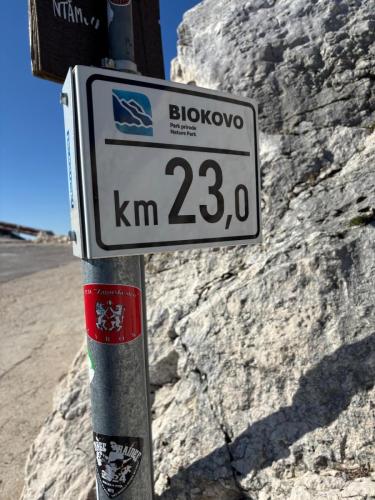 BIOKOVO
Park prirode
Nature Park
km 23,0